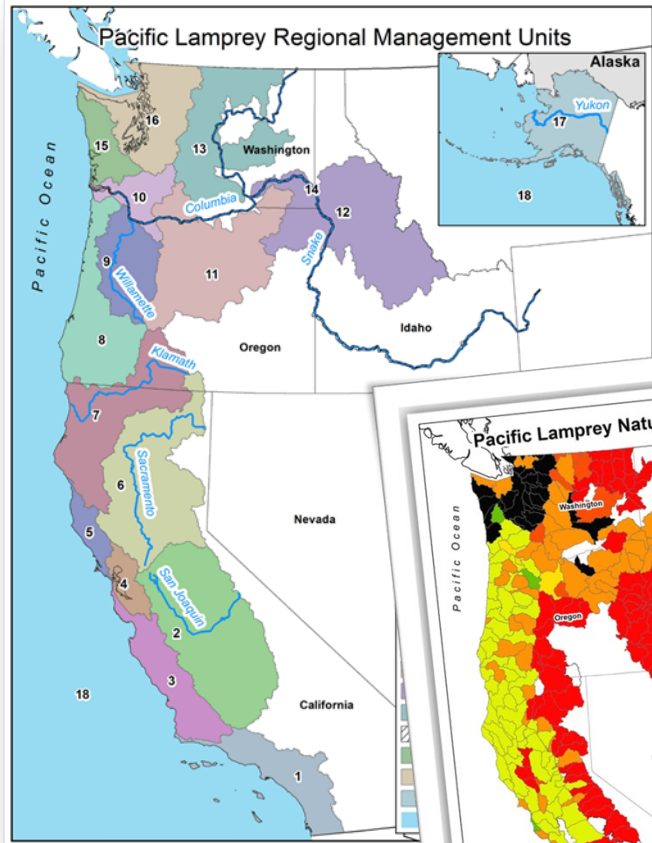 Pacific Lamprey Regional Management Units
Alaska
Yukon
17
18
16
15
13
Washington
10
14
Columbia
12
Pacific Ocean
9
11
Snake
Willamette
Idaho
8
Oregon
Klamath
7
Pacific Lamprey Natu
Sacramento
6
Washington
5
Nevada
Pacific Ocean
4
San Joaquin
2
Oregon
3
18
California
1